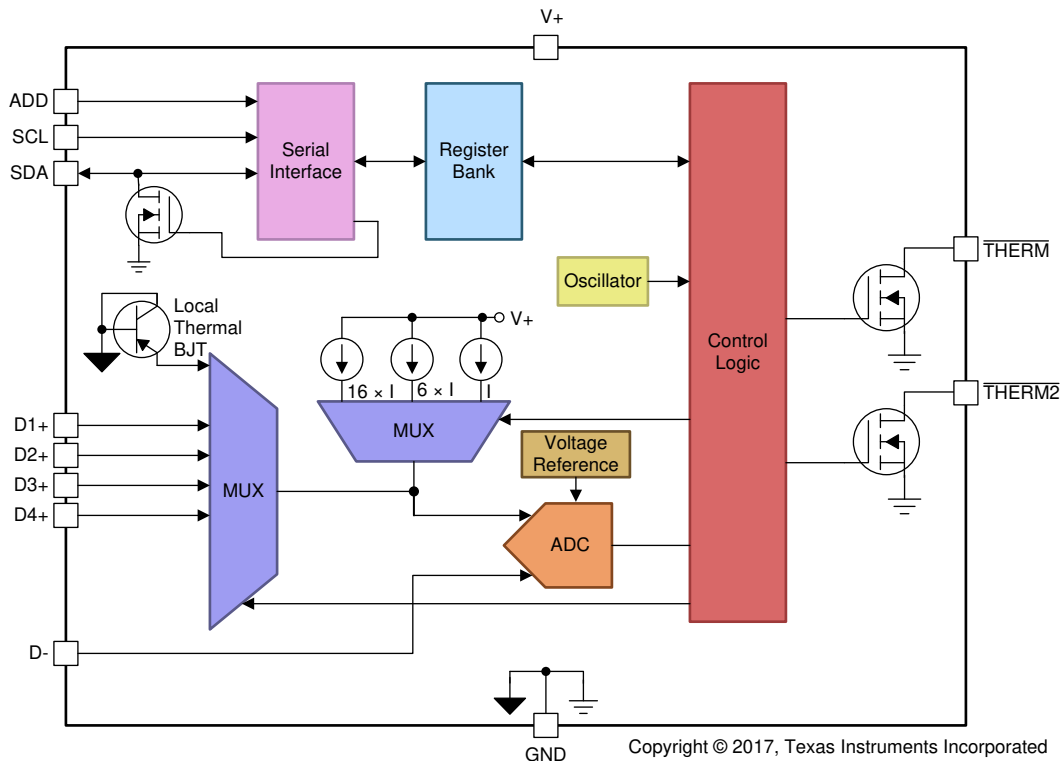 V+
ADD
SCL
SDA
Serial
Interface
Register
Bank
THERM
Oscillator
Local
Thermal
BJT
V+
Control
Logic
16 × I
6 × I
I
THERM2
D1+
D2+
D3+
D4+
MUX
MUX
Voltage
Reference
ADC
D-
GND
Copyright © 2017, Texas Instruments Incorporated